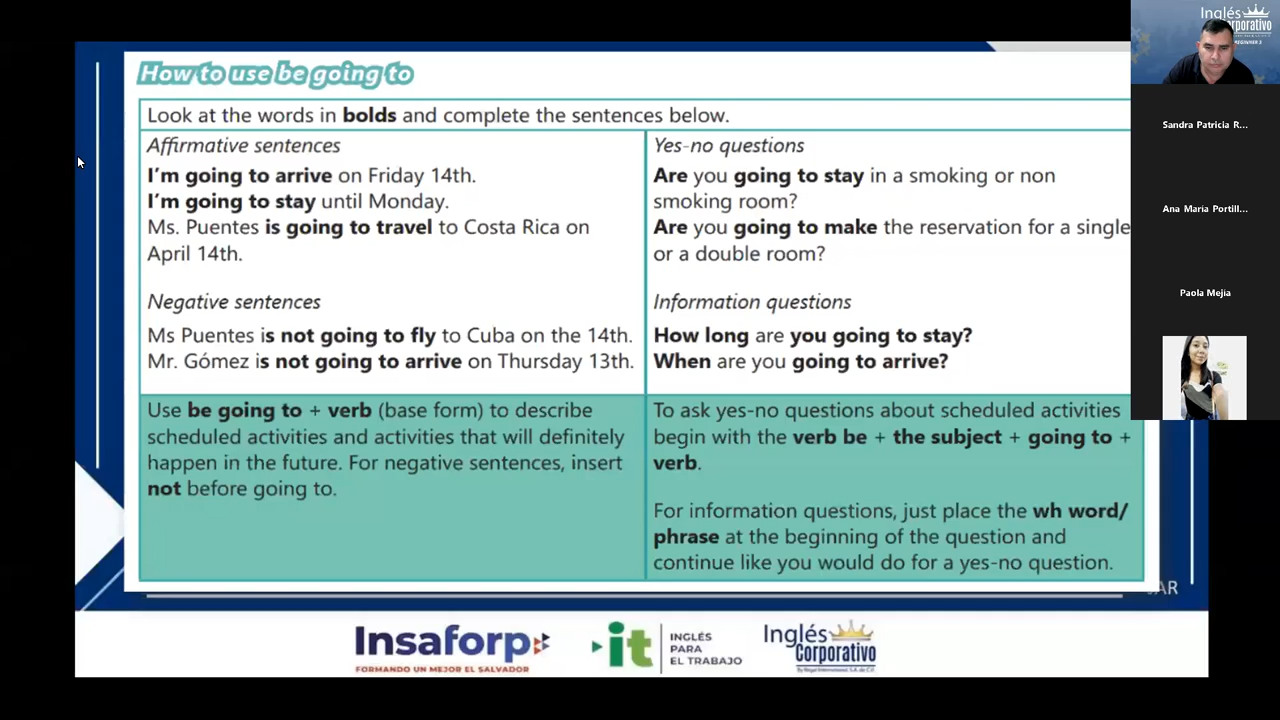 How to use be going to
Look at the words in bolds and complete the sentences below.
Affirmative sentences
I'm going to arrive on Friday 14th.
I'm going to stay until Monday.
Ms. Puentes is going to travel to Costa Rica on
April 14th.
Negative sentences
Ms Puentes is not going to fly to Cuba on the 14th.
Mr. Gómez is not going to arrive on Thursday 13th.
Yes-no questions
Are you going to stay in a smoking or non
smoking room?
Are you going to make the reservation for a single
or a double room?
Information questions
How long are you going to stay?
When are you going to arrive?
Use be going to + verb (base form) to describe
scheduled activities and activities that will definitely
happen in the future. For negative sentences, insert
not before going to.
To ask yes-no questions about scheduled activities
begin with the verb be + the subject + going to +
verb.
For information questions, just place the wh word/
phrase at the beginning of the question and
continue like you would do for a yes-no question.
Insaforp
FORMANDO UN MEJOR EL SALVADOR
it
INGLÉS
PARA
EL TRABAJO
Inglés
Corporativo
Inglés
Sandra Patricia R...
Ana Maria Portill...
Paola Mejia